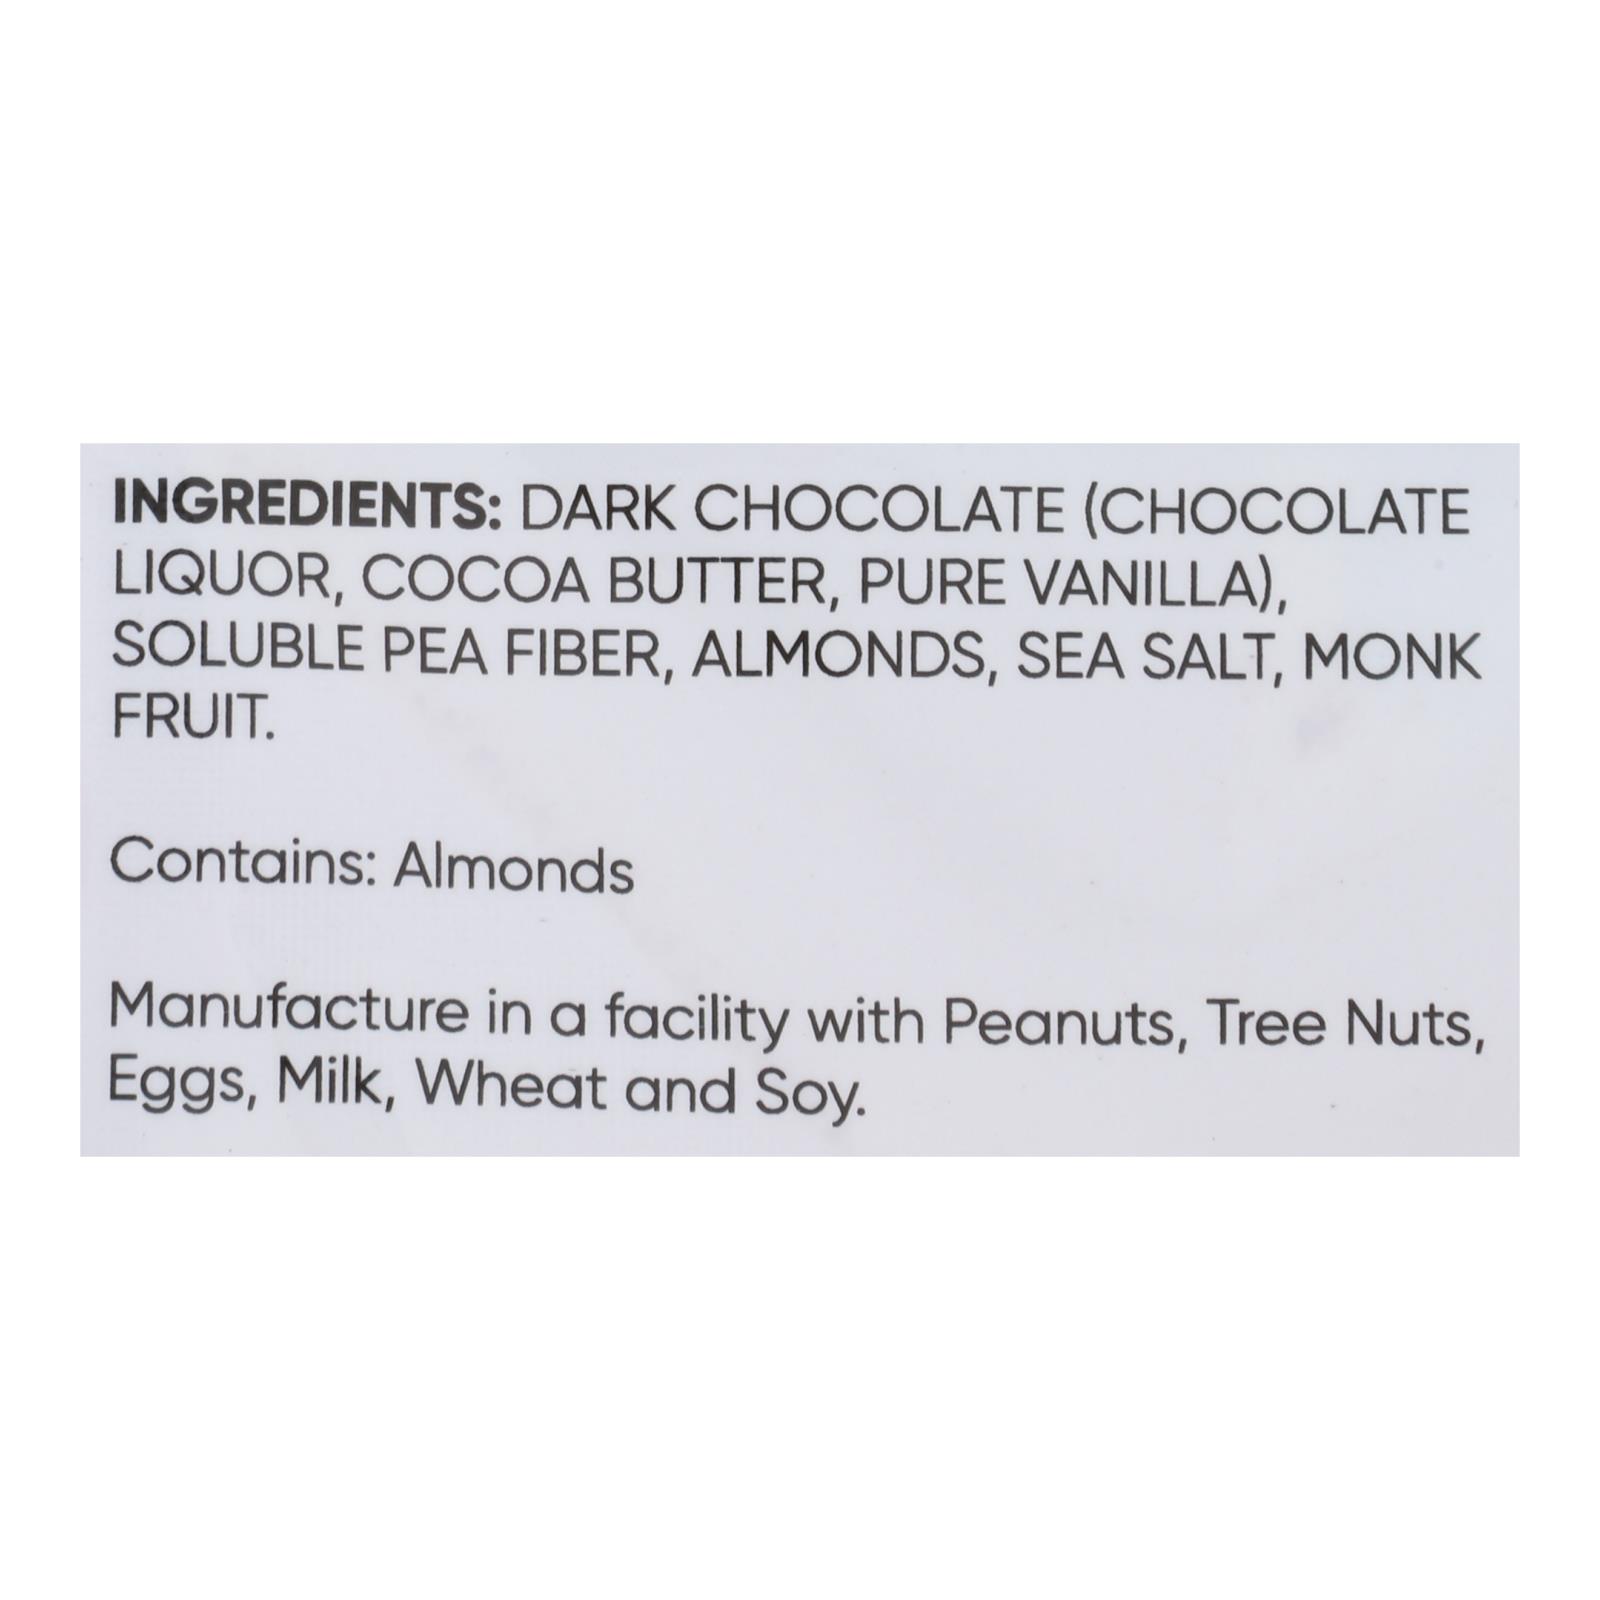 INGREDIENTS: DARK CHOCOLATE (CHOCOLATE
LIQUOR, COCOA BUTTER, PURE VANILLA),
SOLUBLE PEA FIBER, ALMONDS, SEA SALT, MONK
FRUIT.
Contains: Almonds
Manufacture in a facility with Peanuts, Tree Nuts,
Eggs, Milk, Wheat and Soy.